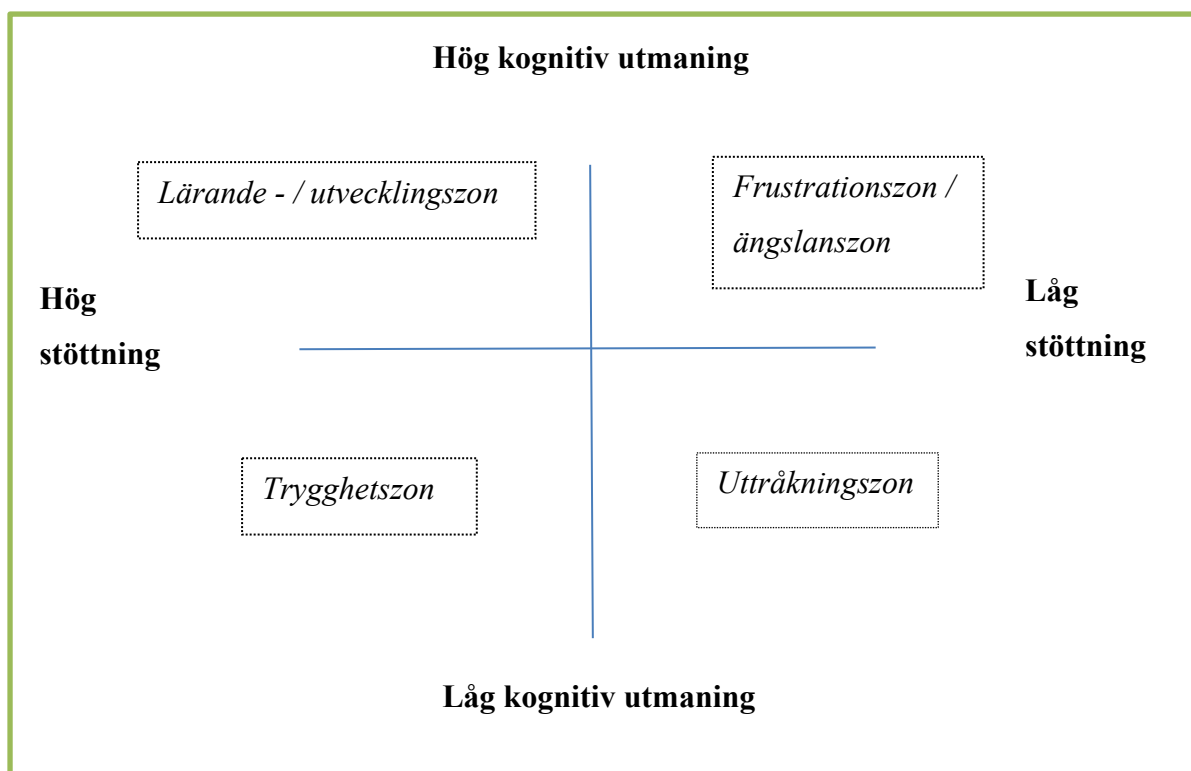 Hög kognitiv utmaning
Lärande - / utvecklingszon
Frustrationszon /
ängslanszon
Hög
stöttning
Låg
stöttning
Trygghetszon
Uttråkningszon
Låg kognitiv utmaning